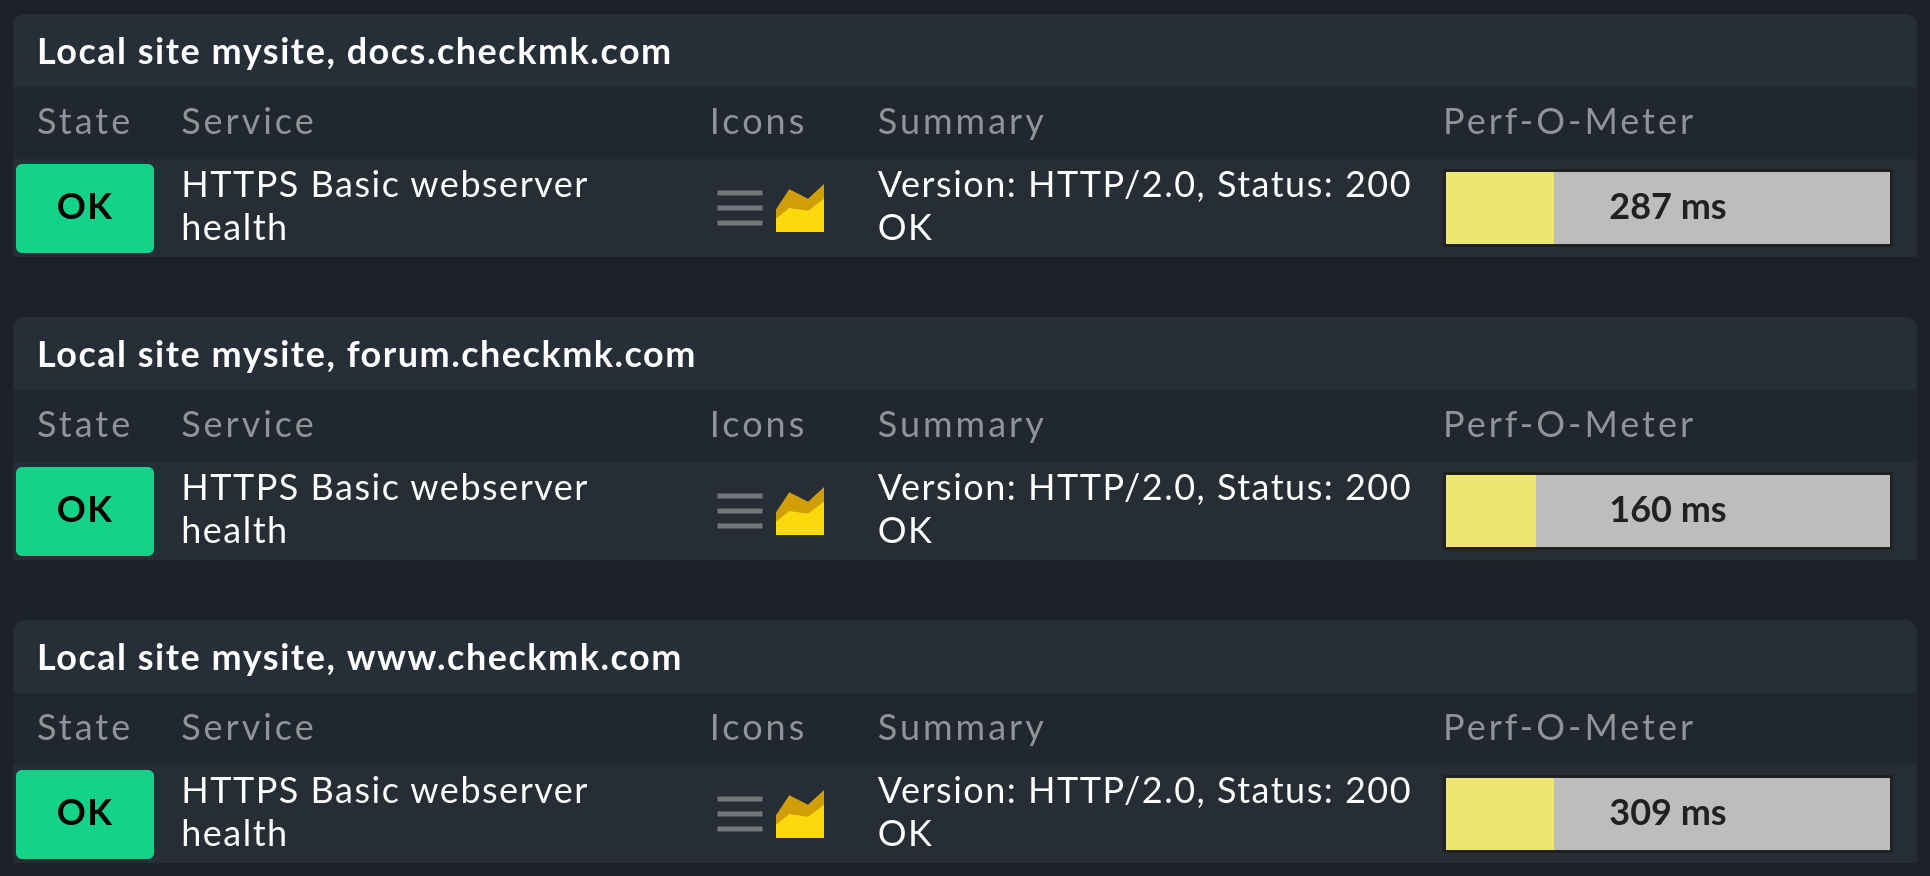 Local site mysite, docs.checkmk.com
State Service Icons Summary Perf-O-Meter
OK HTTPS Basic webserver health Version: HTTP/2.0, Status: 200 OK 287 ms
Local site mysite, forum.checkmk.com
State Service Icons Summary Perf-O-Meter
OK HTTPS Basic webserver health Version: HTTP/2.0, Status: 200 OK 160 ms
Local site mysite, www.checkmk.com
State Service Icons Summary Perf-O-Meter
OK HTTPS Basic webserver health Version: HTTP/2.0, Status: 200 OK 309 ms